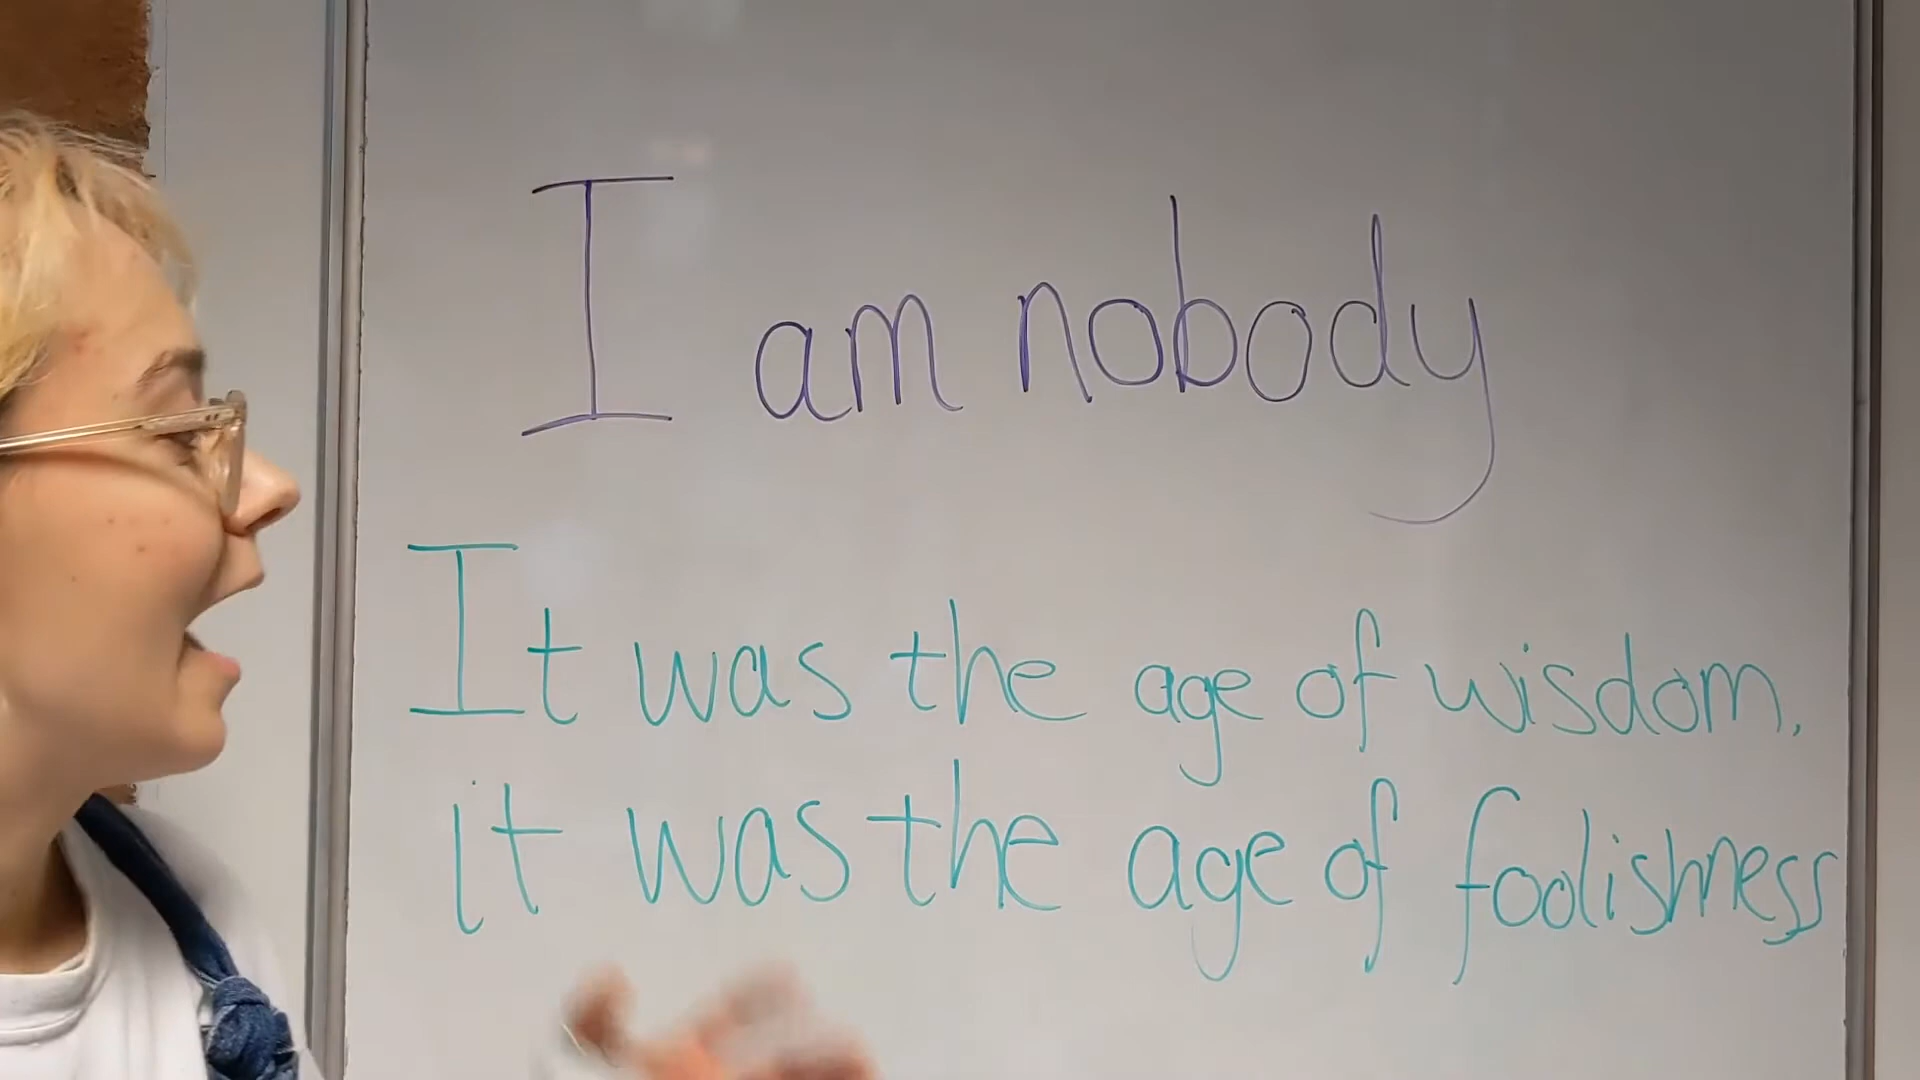 I am nobody
It was the age of wisdom,
it was the age of foolishness